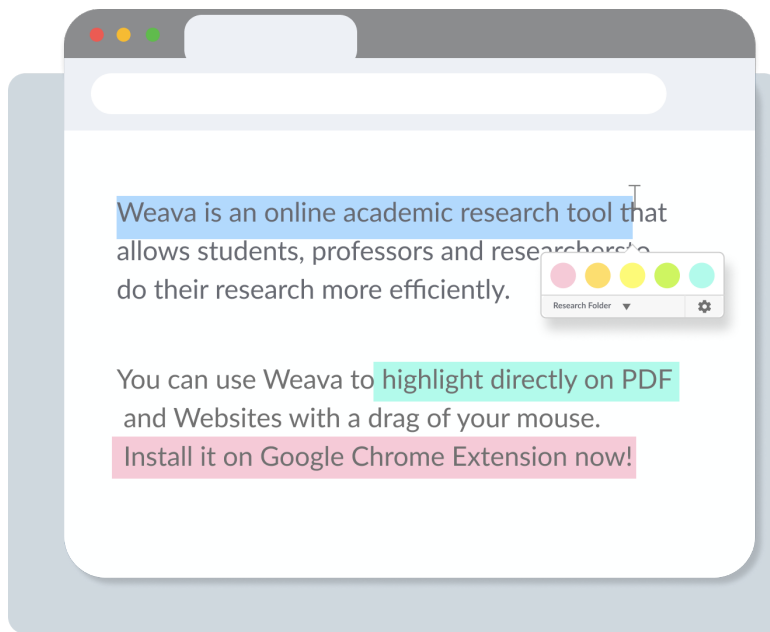 Weava is an online academic research tool that
allows students, professors and researchers to
do their research more efficiently.
Research Folder
You can use Weava to highlight directly on PDF
and Websites with a drag of your mouse.
Install it on Google Chrome Extension now!